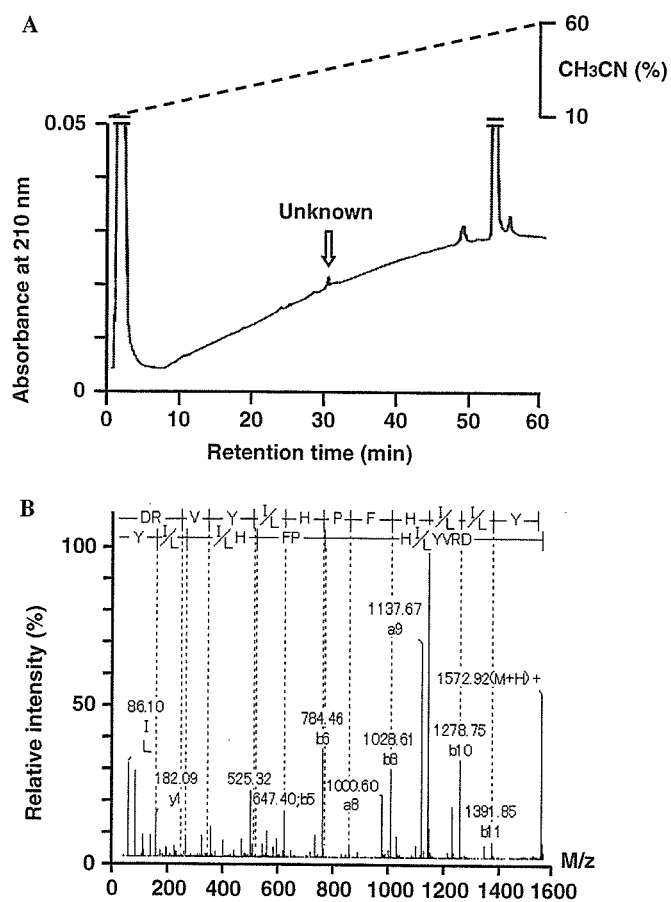 A
60
CH3CN (%)
10
0.05
Unknown
Absorbance at 210 nm
0
0 10 20 30 40 50 60
Retention time (min)
B
DR V Y I/L H P F H I/L I/L Y
Y I/L I/L H FP H I/L YVRD
100
1137.67
a9
1572.92(M+H)+
50
86.10
I
L
784.46
b6
1028.61
b8
1278.75
b10
182.09
y1
525.32
647.40;b5
1000.60
a8
1391.85
b11
Relative intensity (%)
0
M/z
0 200 400 600 800 1000 1200 1400 1600